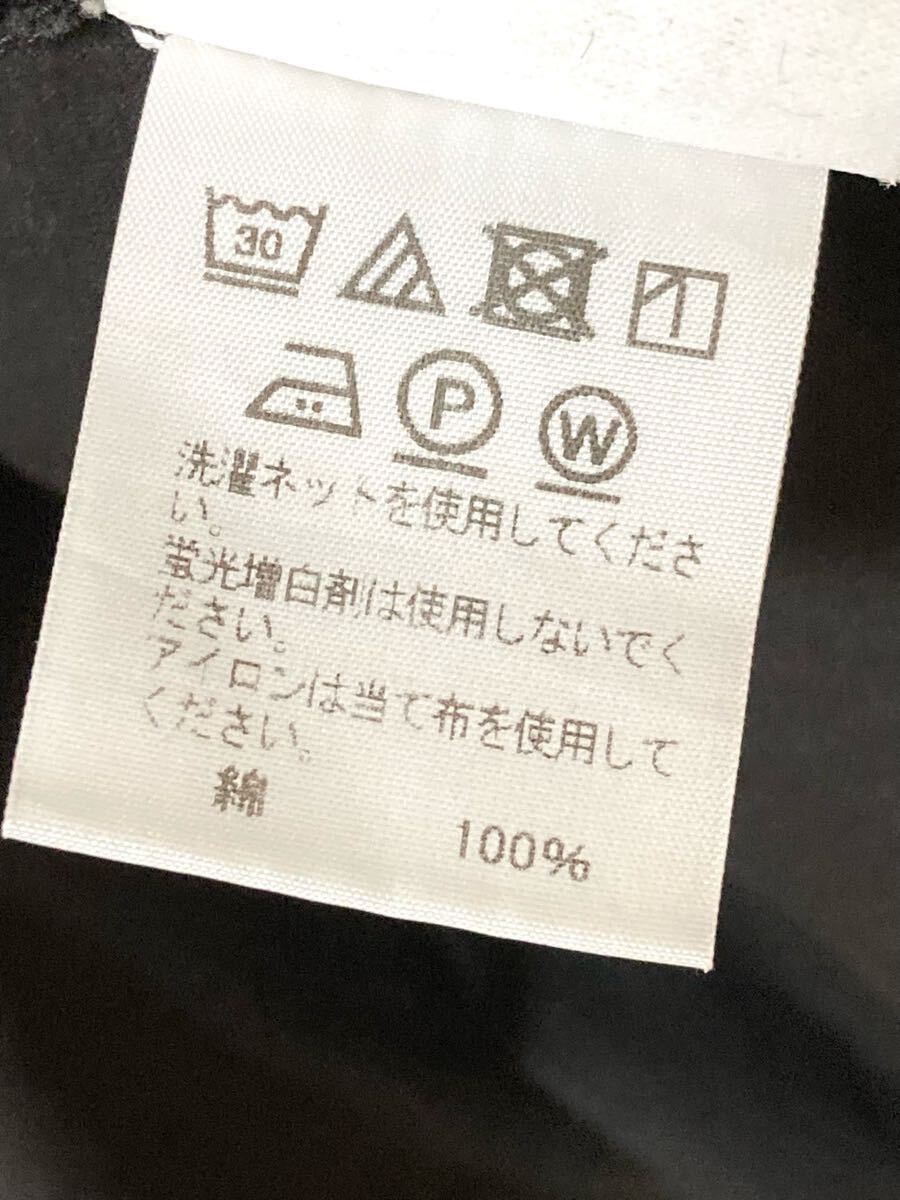 30
P W
洗濯ネットを使用してくださ
い。
蛍光増白剤は使用しないでく
ださい。
アイロンは当て布を使用して
ください。
綿 100%